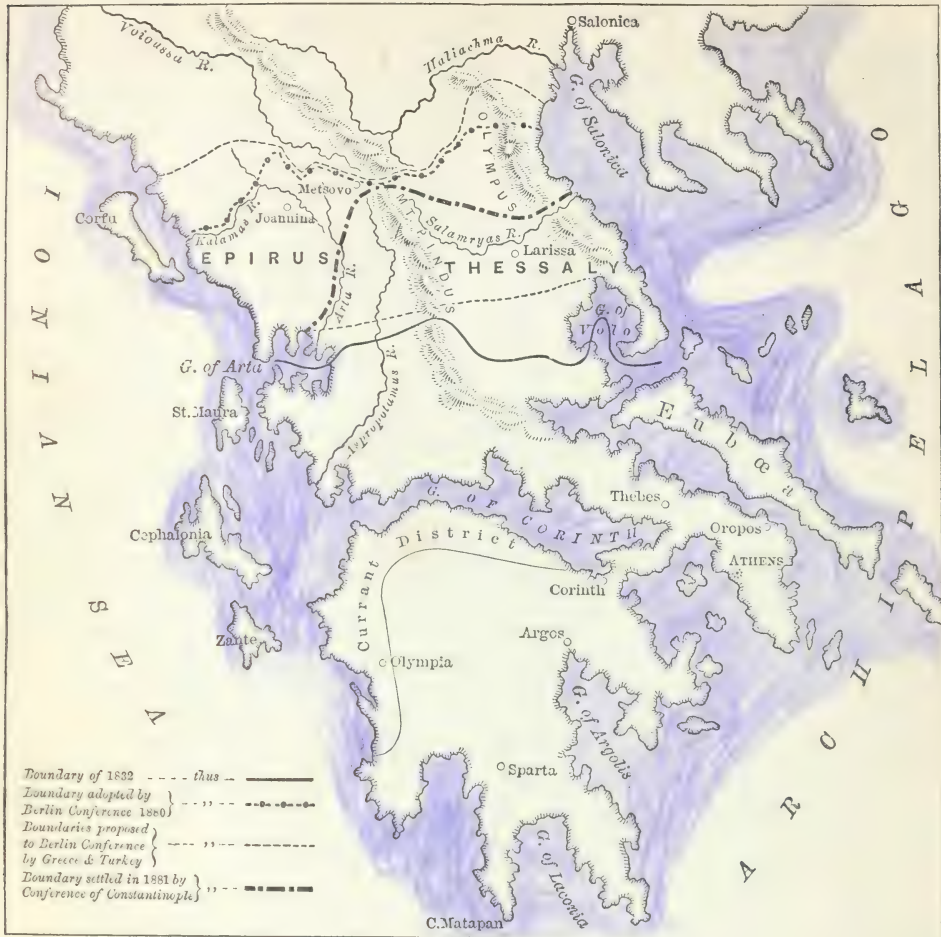 Salonica
Voioussa R.
Haliachma R.
G. of Salonica
OLYMPUS
Metsovo
Corfu
Kalamas R.
Joannina
MT PINDUS
Salamryas R.
Larissa
EPIRUS
THESSALY
Arta R.
G. of Volo
G. of Arta
St. Maura
Aspropotamus R.
Eubœa
G. OF CORINTH
Thebes
Oropos
ATHENS
Cephalonia
Currant District
Corinth
Zante
Argos
Olympia
G. of Argolis
Sparta
G. of Laconia
C. Matapan
IONIVN SEA
ARCHIPELAGO
Boundary of 1832 ---- thus —
Boundary adopted by
Berlin Conference 1880 } - ,, -
Boundaries proposed
to Berlin Conference
by Greece & Turkey } --- ,, --
Boundary settled in 1881 by
Conference of Constantinople } ,, --